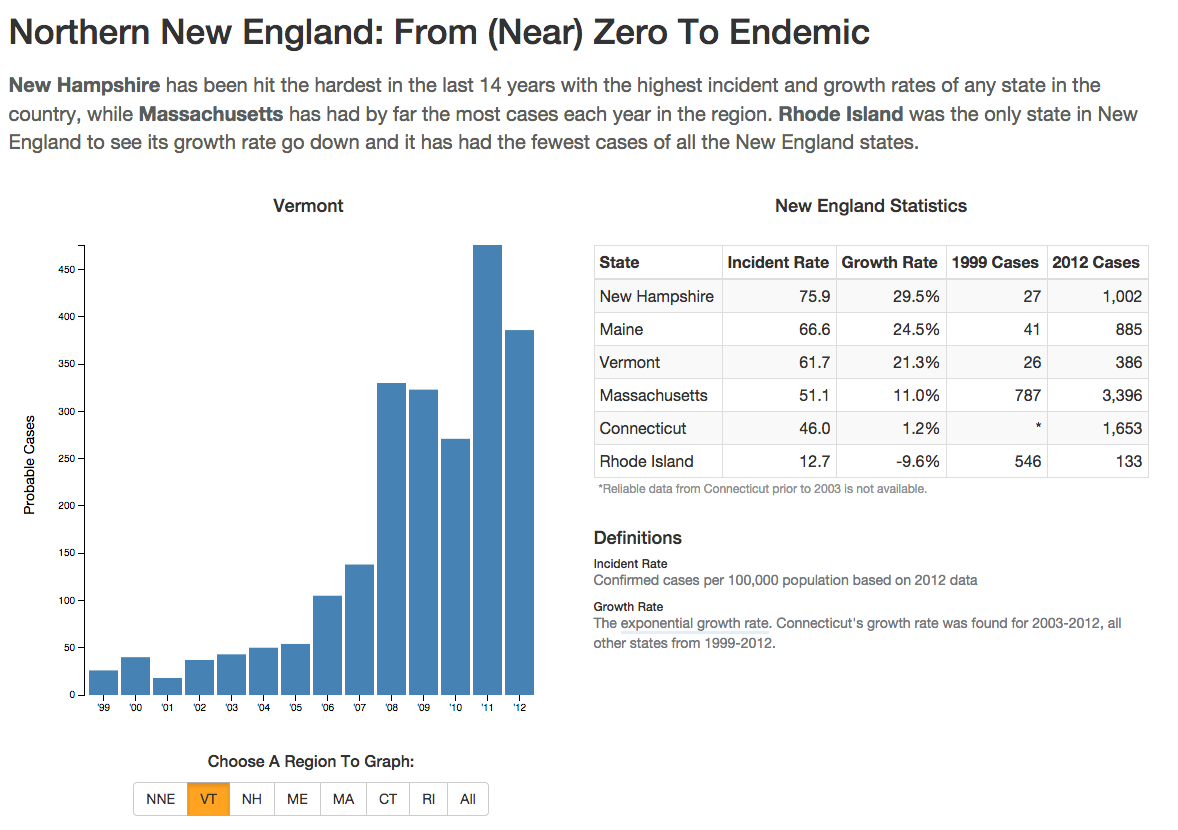 Northern New England: From (Near) Zero To Endemic
New Hampshire has been hit the hardest in the last 14 years with the highest incident and growth rates of any state in the
country, while Massachusetts has had by far the most cases each year in the region. Rhode Island was the only state in New
England to see its growth rate go down and it has had the fewest cases of all the New England states.
Vermont
Probable Cases
450
400
350
300
250
200
150
100
50
0
'99 '00 '01 '02 '03 '04 '05 '06 '07 '08 '09 '10 '11 '12
Choose A Region To Graph:
NNE VT NH ME MA CT RI All
New England Statistics
State Incident Rate Growth Rate 1999 Cases 2012 Cases
New Hampshire 75.9 29.5% 27 1,002
Maine 66.6 24.5% 41 885
Vermont 61.7 21.3% 26 386
Massachusetts 51.1 11.0% 787 3,396
Connecticut 46.0 1.2% * 1,653
Rhode Island 12.7 -9.6% 546 133
*Reliable data from Connecticut prior to 2003 is not available.
Definitions
Incident Rate
Confirmed cases per 100,000 population based on 2012 data
Growth Rate
The exponential growth rate. Connecticut's growth rate was found for 2003-2012, all
other states from 1999-2012.